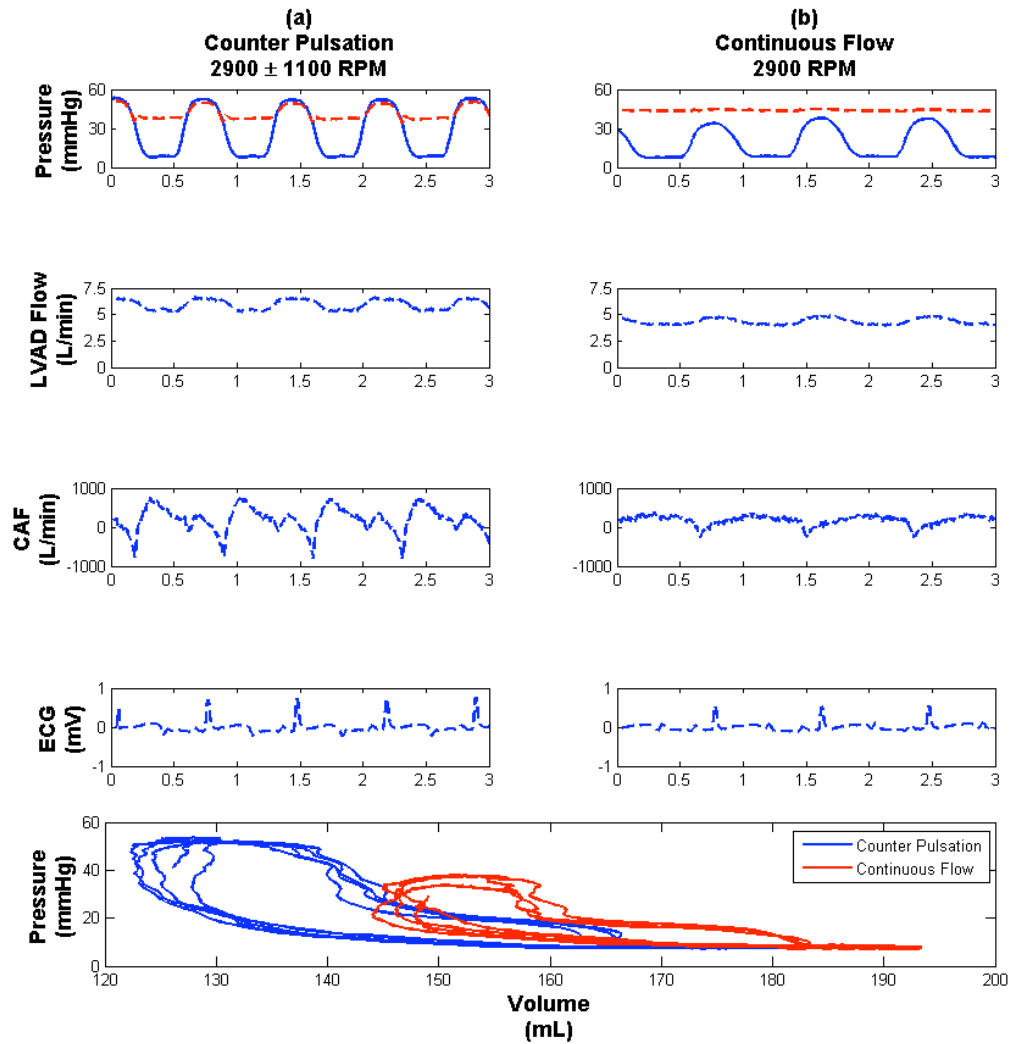 (a)
Counter Pulsation
2900 ± 1100 RPM
(b)
Continuous Flow
2900 RPM
Pressure
(mmHg)
60
30
0
0 0.5 1 1.5 2 2.5 3
60
30
0
0 0.5 1 1.5 2 2.5 3
LVAD Flow
(L/min)
7.5
5
2.5
0
0 0.5 1 1.5 2 2.5 3
7.5
5
2.5
0
0 0.5 1 1.5 2 2.5 3
CAF
(L/min)
1000
0
-1000
0 0.5 1 1.5 2 2.5 3
1000
0
-1000
0 0.5 1 1.5 2 2.5 3
ECG
(mV)
1
0
-1
0 0.5 1 1.5 2 2.5 3
1
0
-1
0 0.5 1 1.5 2 2.5 3
Pressure
(mmHg)
60
40
20
0
Counter Pulsation
Continuous Flow
120 130 140 150 160 170 180 190 200
Volume
(mL)